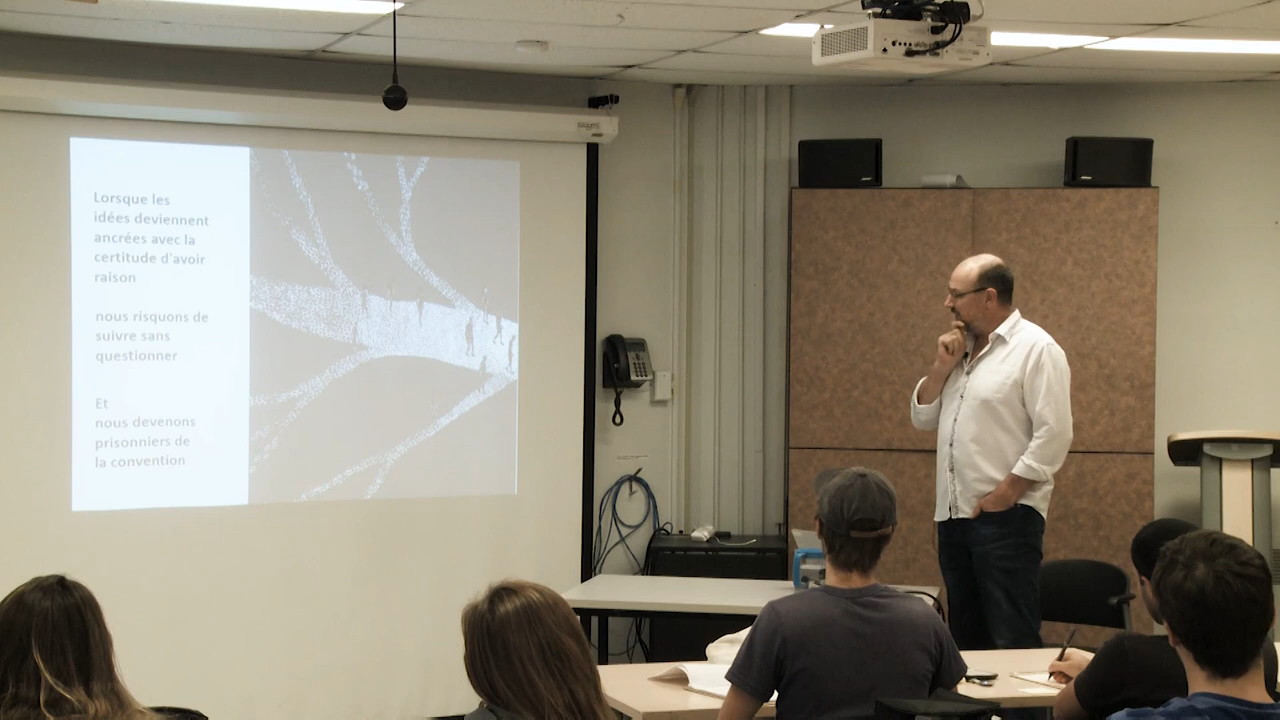 Lorsque les
idées deviennent
ancrées avec la
certitude d'avoir
raison
nous risquons de
suivre sans
questionner
Et
nous devenons
prisonniers de
la convention